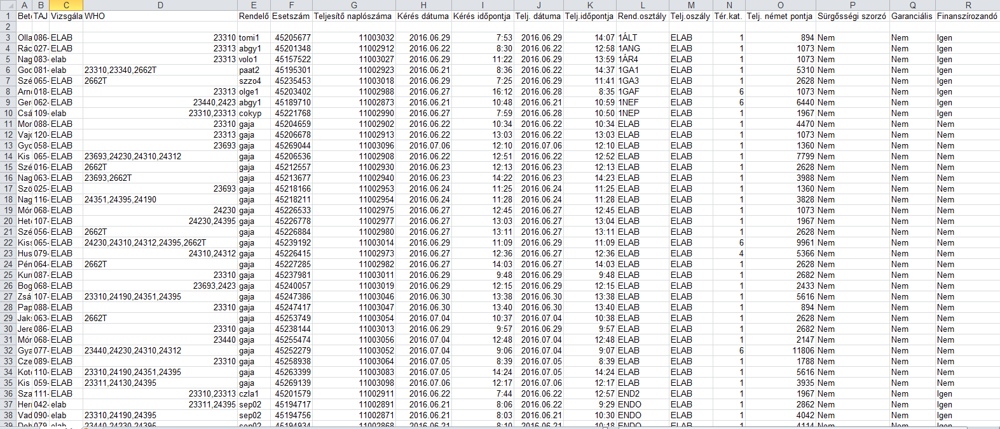 A B C D E F G H I J K L M N O P Q R
1 Bete TAJ Vizsgála WHO Rendelő Esetszám Teljesítő naplószáma Kérés dátuma Kérés időpontja Telj. dátuma Telj.időpontja Rend.osztály Telj.oszály Tér.kat. Telj. német pontja Sürgősségi szorzó Garanciális Finanszírozandó
2
3 Olla 086- ELAB 23310 tomi1 45205677 11003032 2016.06.29 7:53 2016.06.29 14:07 1ÁLT ELAB 1 894 Nem Nem Igen
4 Rác 027- ELAB 23313 abgy1 45201348 11002912 2016.06.22 8:30 2016.06.22 12:58 1ANG ELAB 1 1073 Nem Nem Igen
5 Nag 083- elab 23313 volo1 45157522 11003027 2016.06.29 11:22 2016.06.29 13:59 1ÁR4 ELAB 1 1073 Nem Nem Igen
6 God 081- elab 23310,23340,2662T paat2 45195301 11002923 2016.06.21 8:36 2016.06.22 14:37 1GA1 ELAB 1 5310 Nem Nem Igen
7 Szé 065- ELAB 2662T szzo4 45235453 11003018 2016.06.29 7:25 2016.06.29 11:41 1GA3 ELAB 1 2628 Nem Nem Igen
8 Arn 018- ELAB 23313 olge1 45203402 11002988 2016.06.27 16:12 2016.06.28 8:35 1GAF ELAB 6 1073 Nem Nem Igen
9 Ger 062- ELAB 23440,2423 abgy1 45189710 11002873 2016.06.21 10:48 2016.06.21 10:59 1NEF ELAB 6 6440 Nem Nem Igen
10 Csá 109- elab 23310,23313 cokyp 45221768 11002990 2016.06.27 7:59 2016.06.28 10:50 1NEP ELAB 1 1967 Nem Nem Igen
11 Mor 088- ELAB 23310 gaja 45204659 11002902 2016.06.22 10:34 2016.06.22 10:34 ELAB ELAB 1 4470 Nem Nem Nem
12 Vajo 120- ELAB 23313 gaja 45206678 11002913 2016.06.22 13:03 2016.06.22 13:03 ELAB ELAB 1 1073 Nem Nem Nem
13 Gyo 058- ELAB 23693 gaja 45269044 11003096 2016.07.06 12:10 2016.07.06 12:10 ELAB ELAB 1 1360 Nem Nem Nem
14 Kis 065- ELAB 23693,24230,24310,24312 gaja 45206536 11002908 2016.06.22 12:51 2016.06.22 12:52 ELAB ELAB 1 7799 Nem Nem Nem
15 Szé 016- ELAB 2662T gaja 45212557 11002930 2016.06.23 12:13 2016.06.23 12:13 ELAB ELAB 1 2628 Nem Nem Nem
16 Nag 063- ELAB 23693,2662T gaja 45213677 11002940 2016.06.23 14:22 2016.06.23 14:23 ELAB ELAB 1 3988 Nem Nem Nem
17 Szö 025- ELAB 23693 gaja 45218166 11002953 2016.06.24 11:25 2016.06.24 11:25 ELAB ELAB 1 1360 Nem Nem Nem
18 Nag 116- ELAB 24351,24395,24190 gaja 45218211 11002954 2016.06.24 11:28 2016.06.24 11:28 ELAB ELAB 1 3828 Nem Nem Nem
19 Mór 068- ELAB 24230 gaja 45226533 11002975 2016.06.27 12:45 2016.06.27 12:45 ELAB ELAB 1 1073 Nem Nem Nem
20 Hete 107- ELAB 24230,24395 gaja 45226778 11002977 2016.06.27 13:03 2016.06.27 13:04 ELAB ELAB 1 1967 Nem Nem Nem
21 Szé 056- ELAB 2662T gaja 45226884 11002980 2016.06.27 13:11 2016.06.27 13:11 ELAB ELAB 1 2628 Nem Nem Nem
22 Kiss 065- ELAB 24230,24310,24312,24395,2662T gaja 45239192 11003014 2016.06.29 11:09 2016.06.29 11:09 ELAB ELAB 6 9961 Nem Nem Nem
23 Hus 079- ELAB 24310,24312 gaja 45226415 11002973 2016.06.27 12:36 2016.06.27 12:36 ELAB ELAB 4 5366 Nem Nem Nem
24 Pén 064- ELAB 2662T gaja 45227285 11002982 2016.06.27 14:03 2016.06.27 14:03 ELAB ELAB 1 2628 Nem Nem Nem
25 Kuru 087- ELAB 23310 gaja 45237981 11003011 2016.06.29 9:48 2016.06.29 9:48 ELAB ELAB 1 2682 Nem Nem Nem
26 Bog 068- ELAB 23693,2423 gaja 45240057 11003019 2016.06.29 12:15 2016.06.29 12:15 ELAB ELAB 1 2433 Nem Nem Nem
27 Zsá 107- ELAB 23310,24190,24351,24395 gaja 45247386 11003046 2016.06.30 13:38 2016.06.30 13:38 ELAB ELAB 1 5616 Nem Nem Nem
28 Pap 088- ELAB 23310 gaja 45247417 11003047 2016.06.30 13:40 2016.06.30 13:40 ELAB ELAB 1 894 Nem Nem Nem
29 Jaks 063- ELAB 2662T gaja 45253749 11003054 2016.07.04 10:37 2016.07.04 10:38 ELAB ELAB 1 2628 Nem Nem Nem
30 Jere 086- ELAB 23310 gaja 45238144 11003013 2016.06.29 9:57 2016.06.29 9:57 ELAB ELAB 1 2682 Nem Nem Nem
31 Mór 068- ELAB 23440 gaja 45255474 11003056 2016.07.04 12:48 2016.07.04 12:48 ELAB ELAB 1 2147 Nem Nem Nem
32 Gya 077- ELAB 23440,24230,24310,24312 gaja 45252279 11003052 2016.07.04 9:06 2016.07.04 9:07 ELAB ELAB 6 11806 Nem Nem Nem
33 Cze 089- ELAB 23310 gaja 45258938 11003064 2016.07.05 8:39 2016.07.05 8:39 ELAB ELAB 1 1788 Nem Nem Nem
34 Kotc 110- ELAB 23310,24190,24351,24395 gaja 45263399 11003083 2016.07.05 14:24 2016.07.05 14:24 ELAB ELAB 1 5616 Nem Nem Nem
35 Kis 059- ELAB 23311,24130,24395 gaja 45269139 11003098 2016.07.06 12:17 2016.07.06 12:17 ELAB ELAB 1 3935 Nem Nem Nem
36 Sza 111- ELAB 23310,23313 czla1 45201579 11002911 2016.06.22 7:44 2016.06.22 12:57 END2 ELAB 1 1967 Nem Nem Igen
37 Herr 042- elab 23311,24395 sep02 45194717 11002891 2016.06.21 8:06 2016.06.22 9:29 ENDO ELAB 1 2862 Nem Nem Igen
38 Vad 090- elab 23310,24190,24395 sep02 45194756 11002871 2016.06.21 8:03 2016.06.21 10:30 ENDO ELAB 1 4042 Nem Nem Igen
39 Deb 079- elab 23440,24230,24395 sep02 45194934 11002868 2016.06.21 8:10 2016.06.21 10:18 ENDO ELAB 1 4114 Nem Nem Igen